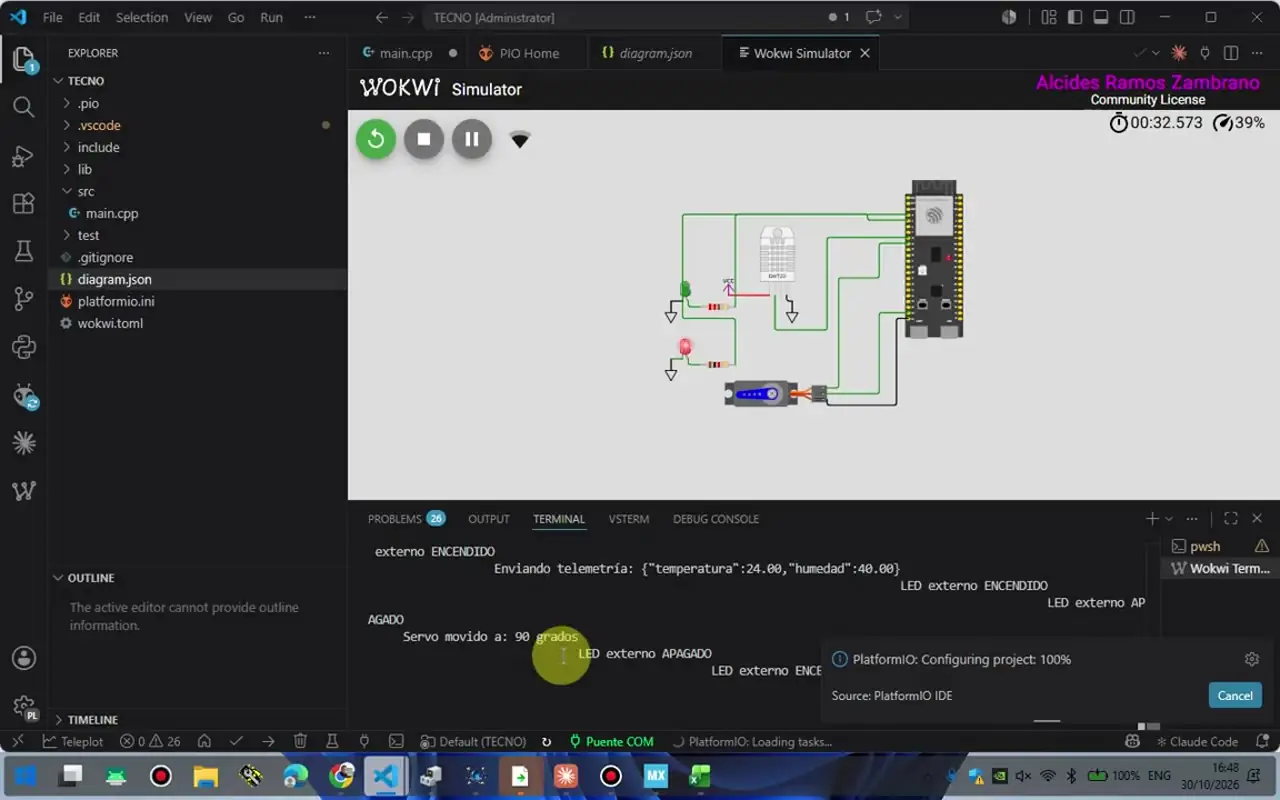 File Edit Selection View Go Run ··· TECNO [Administrator] 1
EXPLORER ···
main.cpp PIO Home diagram.json Wokwi Simulator
TECNO
.pio
.vscode
include
lib
src
main.cpp
test
.gitignore
diagram.json
platformio.ini
wokwi.toml
WOKWI Simulator
Alcides Ramos Zambrano
Community License
00:32.573 39%
VCC
DHT22
PROBLEMS 26 OUTPUT TERMINAL VSTERM DEBUG CONSOLE
externo ENCENDIDO
Enviando telemetría: {"temperatura":24.00,"humedad":40.00}
LED externo ENCENDIDO
LED externo AP
AGADO
Servo movido a: 90 grados
LED externo APAGADO
LED externo ENCE
pwsh
Wokwi Term...
OUTLINE
The active editor cannot provide outline
information.
TIMELINE
PlatformIO: Configuring project: 100%
Source: PlatformIO IDE
Cancel
1
PL
Teleplot 0 26 Default (TECNO) Puente COM PlatformIO: Loading tasks... Claude Code
MX
100% ENG
16:48
30/10/2026